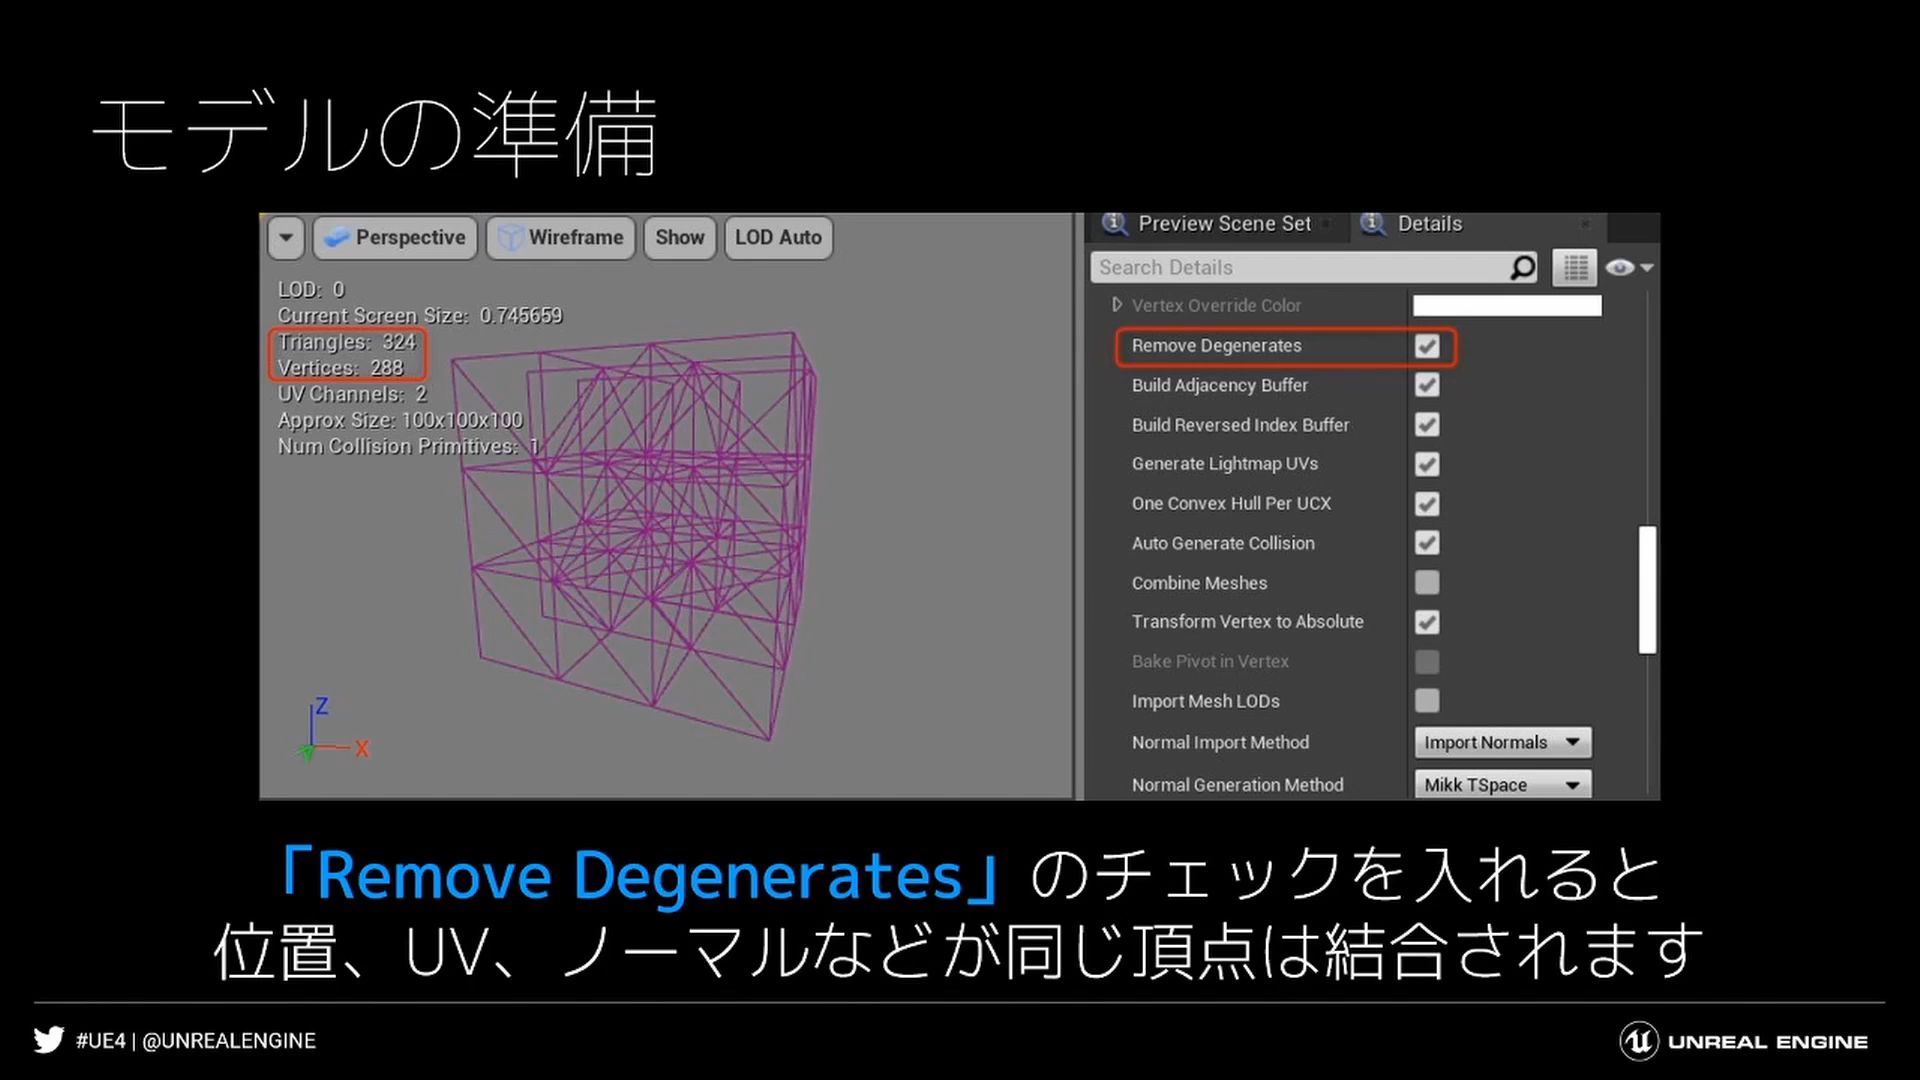 モデルの準備
Perspective
Wireframe
Show
LOD Auto
LOD: 0
Current Screen Size: 0.745659
Triangles: 324
Vertices: 288
UV Channels: 2
Approx Size: 100x100x100
Num Collision Primitives: 1
Z
X
Preview Scene Set
Details
Search Details
Vertex Override Color
Remove Degenerates
Build Adjacency Buffer
Build Reversed Index Buffer
Generate Lightmap UVs
One Convex Hull Per UCX
Auto Generate Collision
Combine Meshes
Transform Vertex to Absolute
Bake Pivot in Vertex
Import Mesh LODs
Normal Import Method Import Normals
Normal Generation Method Mikk TSpace
「Remove Degenerates」のチェックを入れると
位置、UV、ノーマルなどが同じ頂点は結合されます
#UE4 | @UNREALENGINE
UNREAL ENGINE